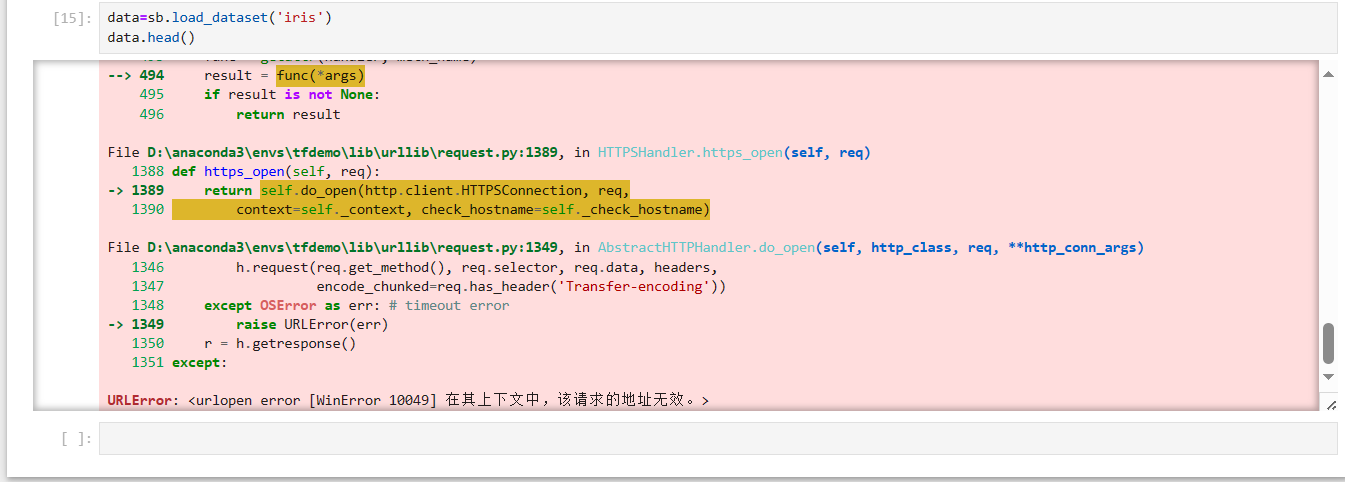 [15]: data=sb.load_dataset('iris')
data.head()
--> 494     result = func(*args)
495     if result is not None:
496         return result
File D:\anaconda3\envs\tfdemo\lib\urllib\request.py:1389, in HTTPSHandler.https_open(self, req)
1388 def https_open(self, req):
-> 1389     return self.do_open(http.client.HTTPSConnection, req,
1390         context=self._context, check_hostname=self._check_hostname)
File D:\anaconda3\envs\tfdemo\lib\urllib\request.py:1349, in AbstractHTTPHandler.do_open(self, http_class, req, **http_conn_args)
1346         h.request(req.get_method(), req.selector, req.data, headers,
1347                   encode_chunked=req.has_header('Transfer-encoding'))
1348     except OSError as err: # timeout error
-> 1349         raise URLError(err)
1350     r = h.getresponse()
1351 except:
URLError: <urlopen error [WinError 10049] 在其上下文中，该请求的地址无效。>
[ ]: